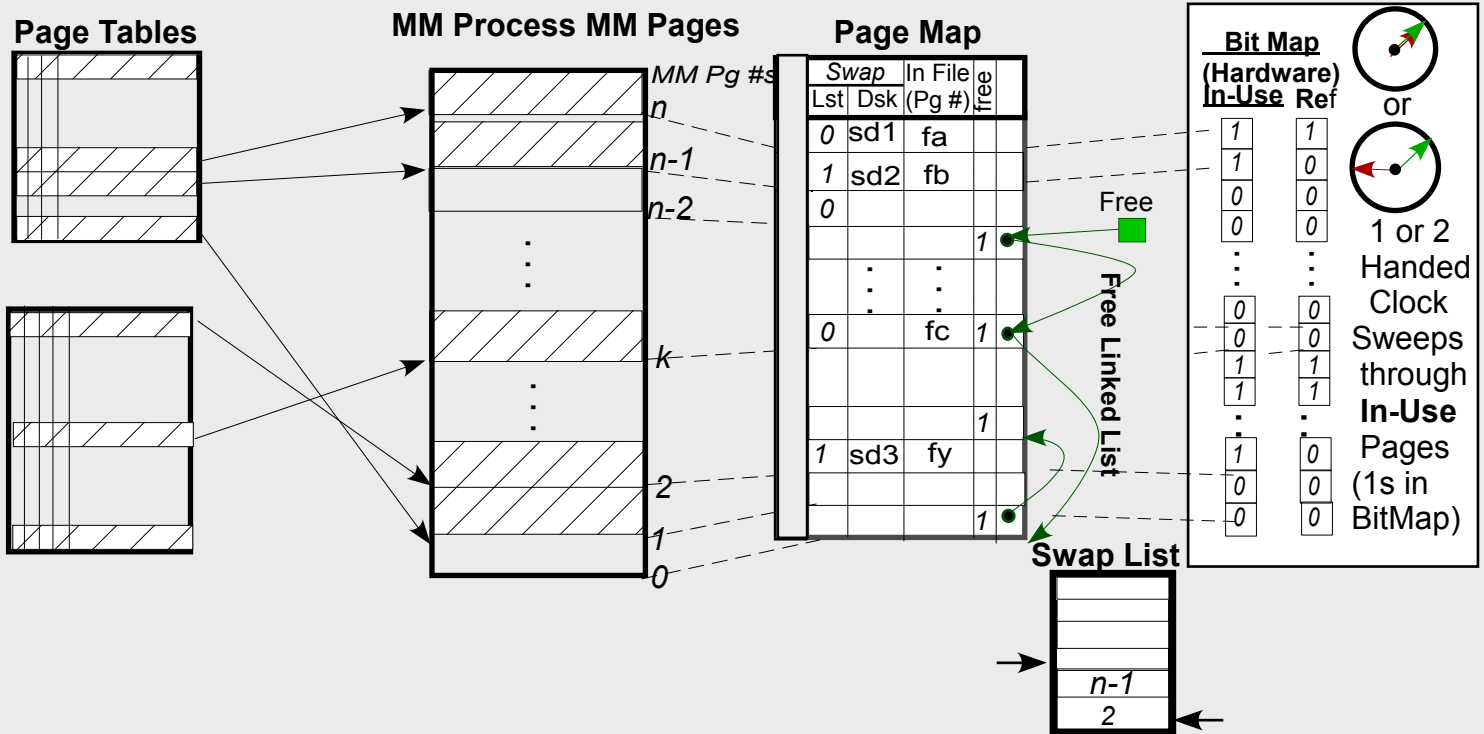 Page Tables
MM Process MM Pages
MM Pg #s
n
n-1
n-2
k
2
1
0
Page Map
Swap
In File
(Pg #)
free
Lst Dsk
0 sd1 fa
1 sd2 fb
0
1
0 fc 1
1
1 sd3 fy
1
Free
Free Linked List
Swap List
n-1
2
Bit Map
(Hardware)
In-Use Ref
1 1
1 0
0 0
0 0
0 0
0 0
1 1
1 1
1 0
0 0
0 0
or
1 or 2
Handed
Clock
Sweeps
through
In-Use
Pages
(1s in
BitMap)